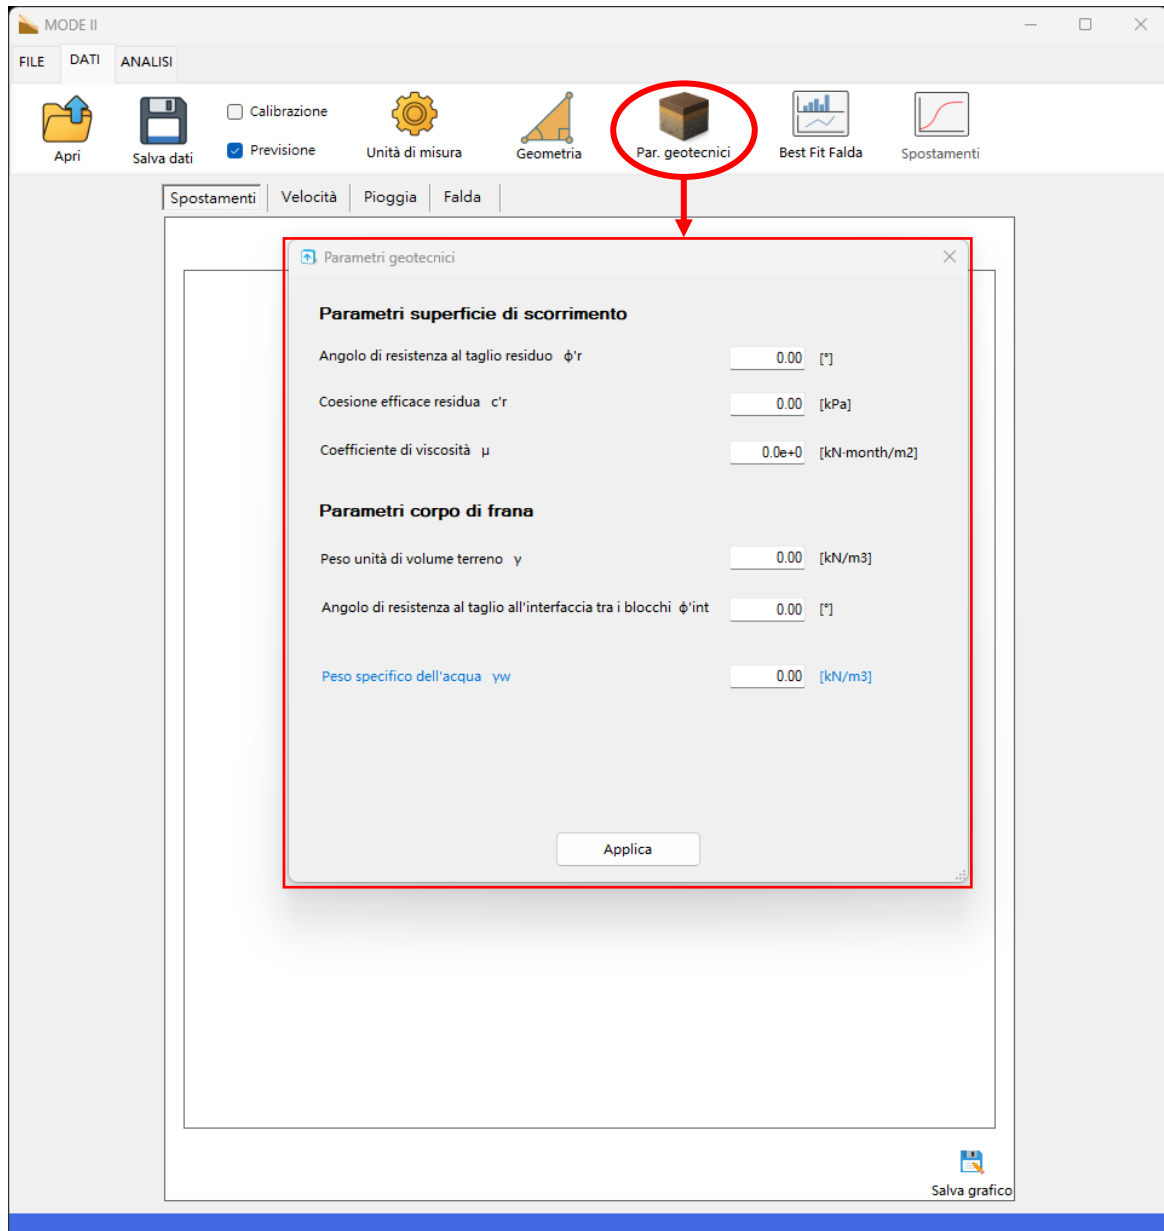 MODE II
FILE DATI ANALISI
Apri Salva dati Calibrazione Previsione Unità di misura Geometria Par. geotecnici Best Fit Falda Spostamenti
Spostamenti Velocità Pioggia Falda
Parametri geotecnici
Parametri superficie di scorrimento
Angolo di resistenza al taglio residuo ϕ'r 0.00 [°]
Coesione efficace residua c'r 0.00 [kPa]
Coefficiente di viscosità μ 0.0e+0 [kN·month/m2]
Parametri corpo di frana
Peso unità di volume terreno γ 0.00 [kN/m3]
Angolo di resistenza al taglio all'interfaccia tra i blocchi ϕ'int 0.00 [°]
Peso specifico dell'acqua γw 0.00 [kN/m3]
Applica
Salva grafico